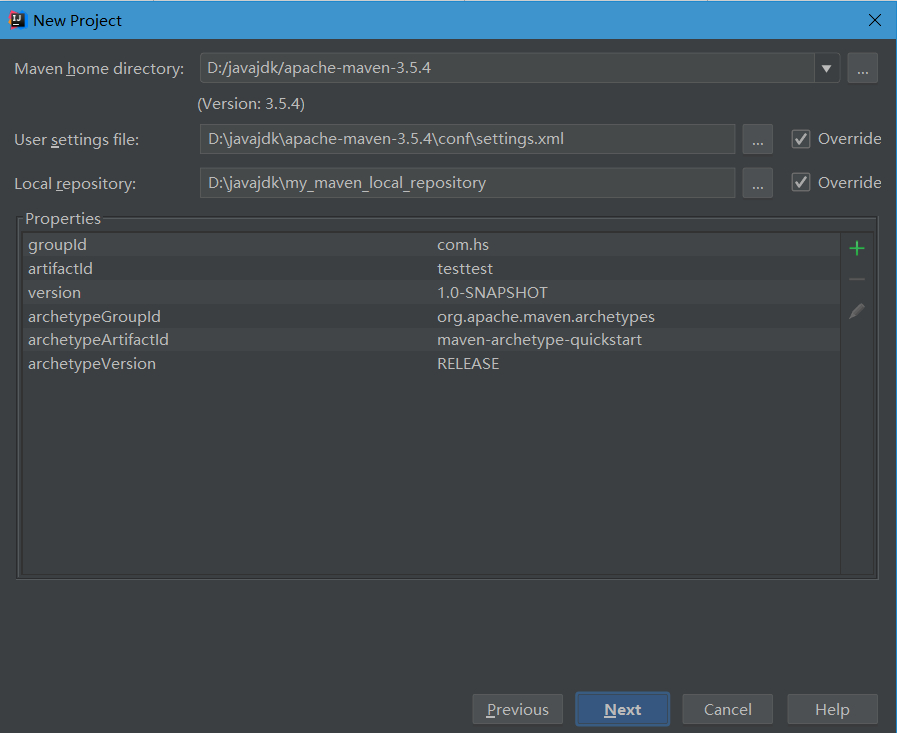 New Project
Maven home directory: D:/javajdk/apache-maven-3.5.4 ...
(Version: 3.5.4)
User settings file: D:\javajdk\apache-maven-3.5.4\conf\settings.xml ... Override
Local repository: D:\javajdk\my_maven_local_repository ... Override
Properties
groupId com.hs
artifactId testtest
version 1.0-SNAPSHOT
archetypeGroupId org.apache.maven.archetypes
archetypeArtifactId maven-archetype-quickstart
archetypeVersion RELEASE
Previous Next Cancel Help